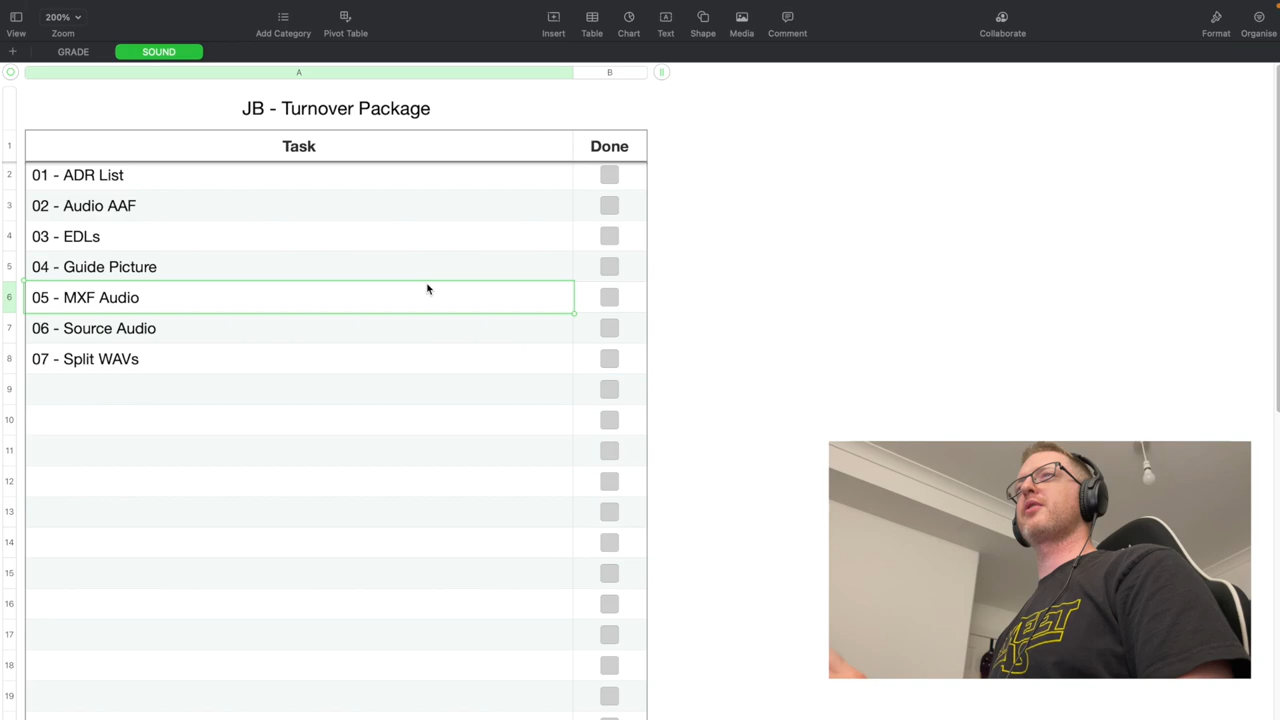 200%
View
Zoom
Add Category
Pivot Table
Insert
Table
Chart
Shape
Text
Media
Comment
Collaborate
Format
Organise
GRADE
SOUND
A
B
JB - Turnover Package
1
Task
Done
2
01 - ADR List
3
02 - Audio AAF
4
03 - EDLs
5
04 - Guide Picture
6
05 - MXF Audio
7
06 - Source Audio
8
07 - Split WAVs
9
10
11
12
13
14
15
16
17
18
19